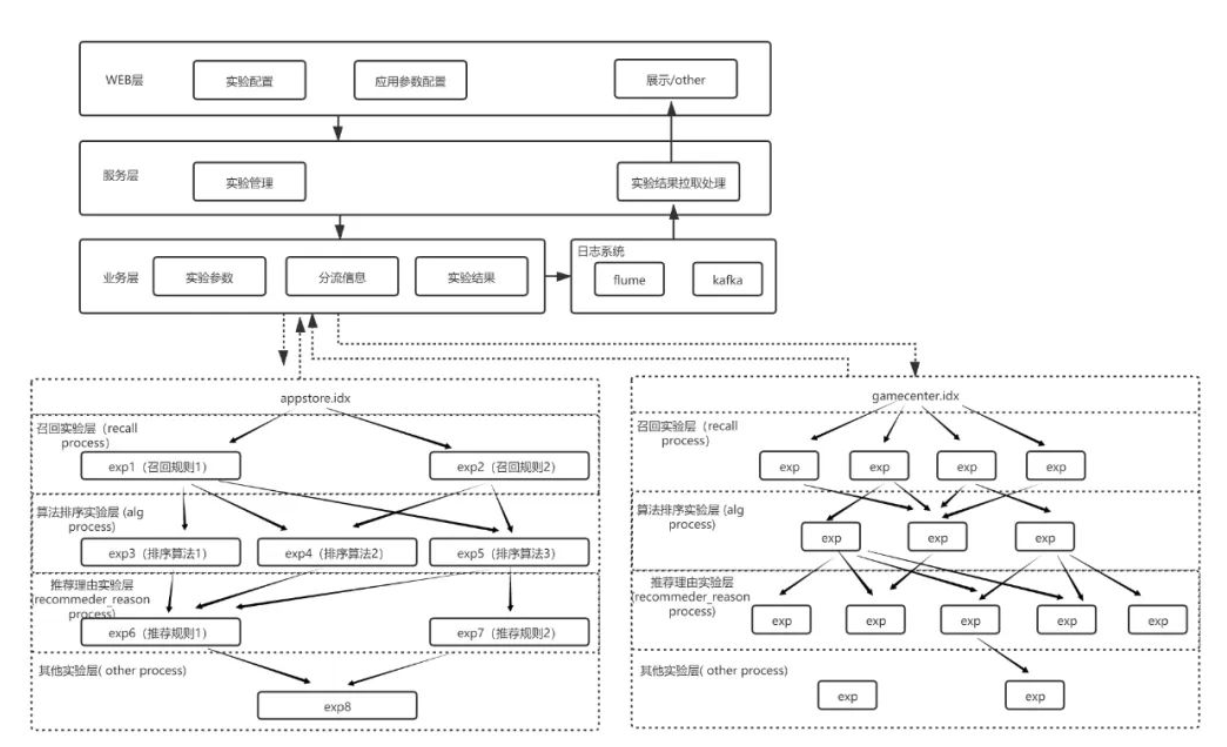 WEB层
实验配置
应用参数配置
展示/other
服务层
实验管理
实验结果拉取处理
业务层
实验参数
分流信息
实验结果
日志系统
flume
kafka
appstore.idx
召回实验层（recall
process）
exp1（召回规则1）
exp2（召回规则2）
算法排序实验层 (alg
process)
exp3（排序算法1）
exp4（排序算法2）
exp5（排序算法3）
推荐理由实验层
(recommeder_reason
process)
exp6（推荐规则1）
exp7（推荐规则2）
其他实验层( other process)
exp8
gamecenter.idx
召回实验层（recall
process）
exp
exp
exp
exp
算法排序实验层 (alg
process)
exp
exp
exp
推荐理由实验层
(recommeder_reason
process)
exp
exp
exp
exp
exp
其他实验层( other process)
exp
exp